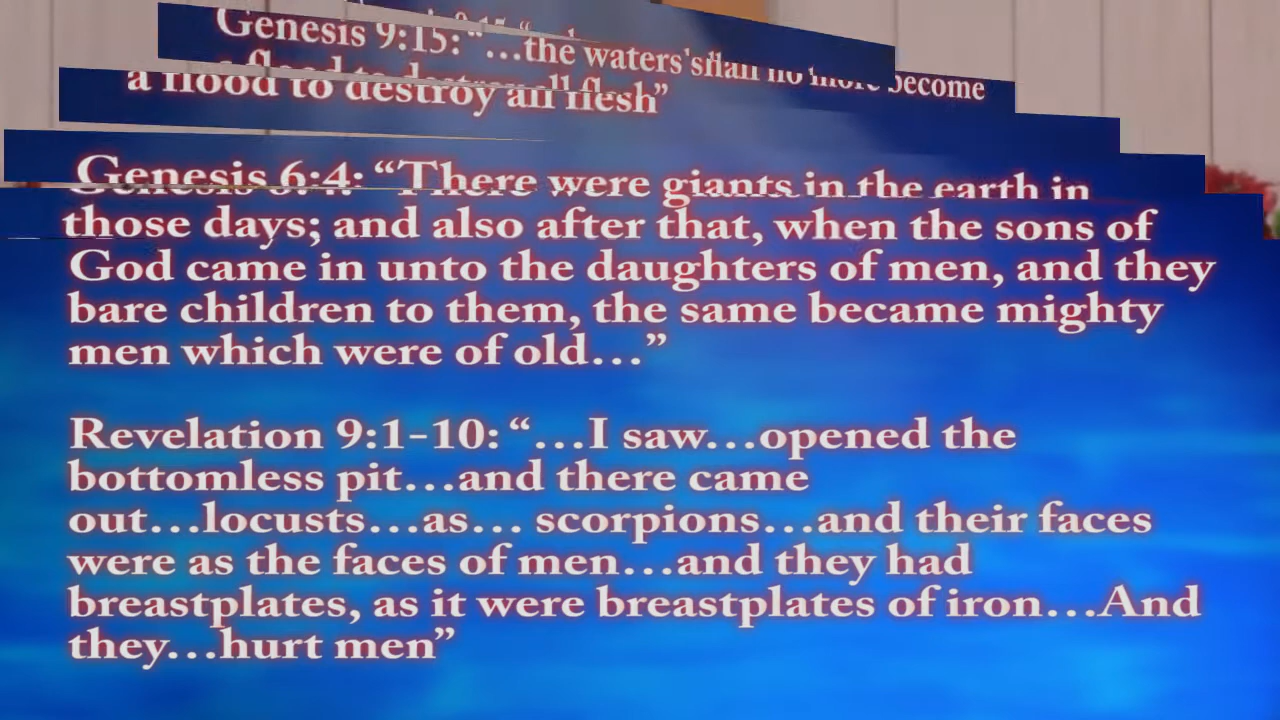 Genesis 9:15: “…the waters shall no more become
a flood to destroy all flesh”
Genesis 6:4: “There were giants in the earth in
those days; and also after that, when the sons of
God came in unto the daughters of men, and they
bare children to them, the same became mighty
men which were of old…”
Revelation 9:1-10: “…I saw…opened the
bottomless pit…and there came
out…locusts…as… scorpions…and their faces
were as the faces of men…and they had
breastplates, as it were breastplates of iron…And
they…hurt men”